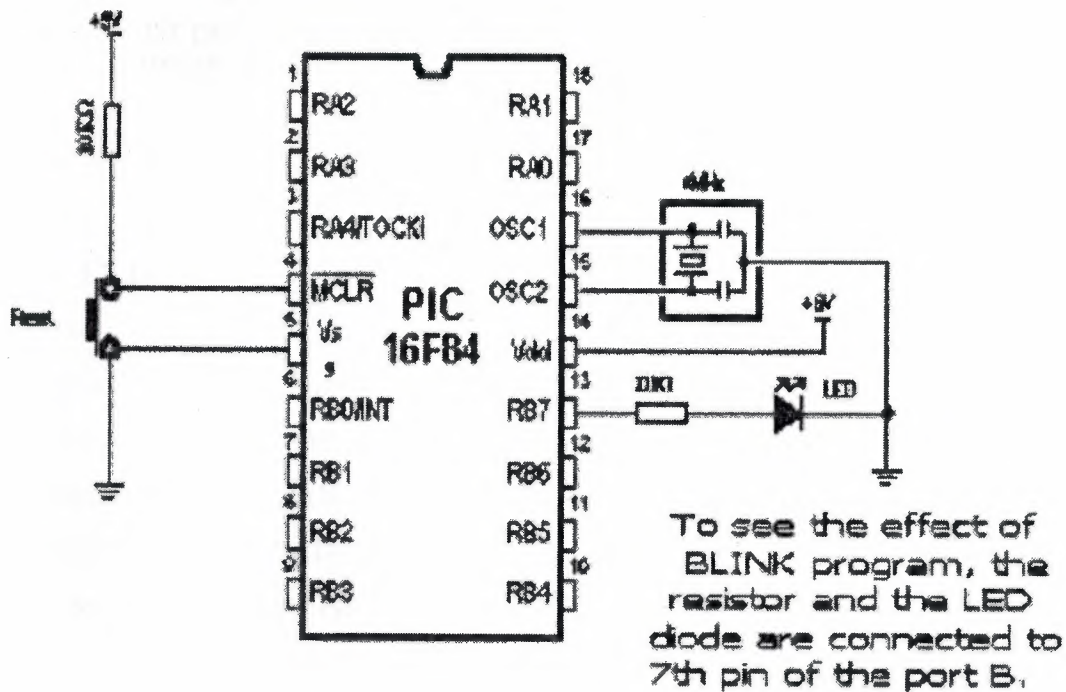 1
RA2
2
RA3
3
RA4/TOCKI
4
MCLR
5
Vs
s
6
RB0/INT
7
RB1
8
RB2
9
RB3
PIC
16F84
18
RA1
17
RA0
16
OSC1
15
OSC2
14
Vdd
13
RB7
12
RB6
11
RB5
10
RB4
LED
To see the effect of
BLINK program, the
resistor and the LED
diode are connected to
7th pin of the port B.